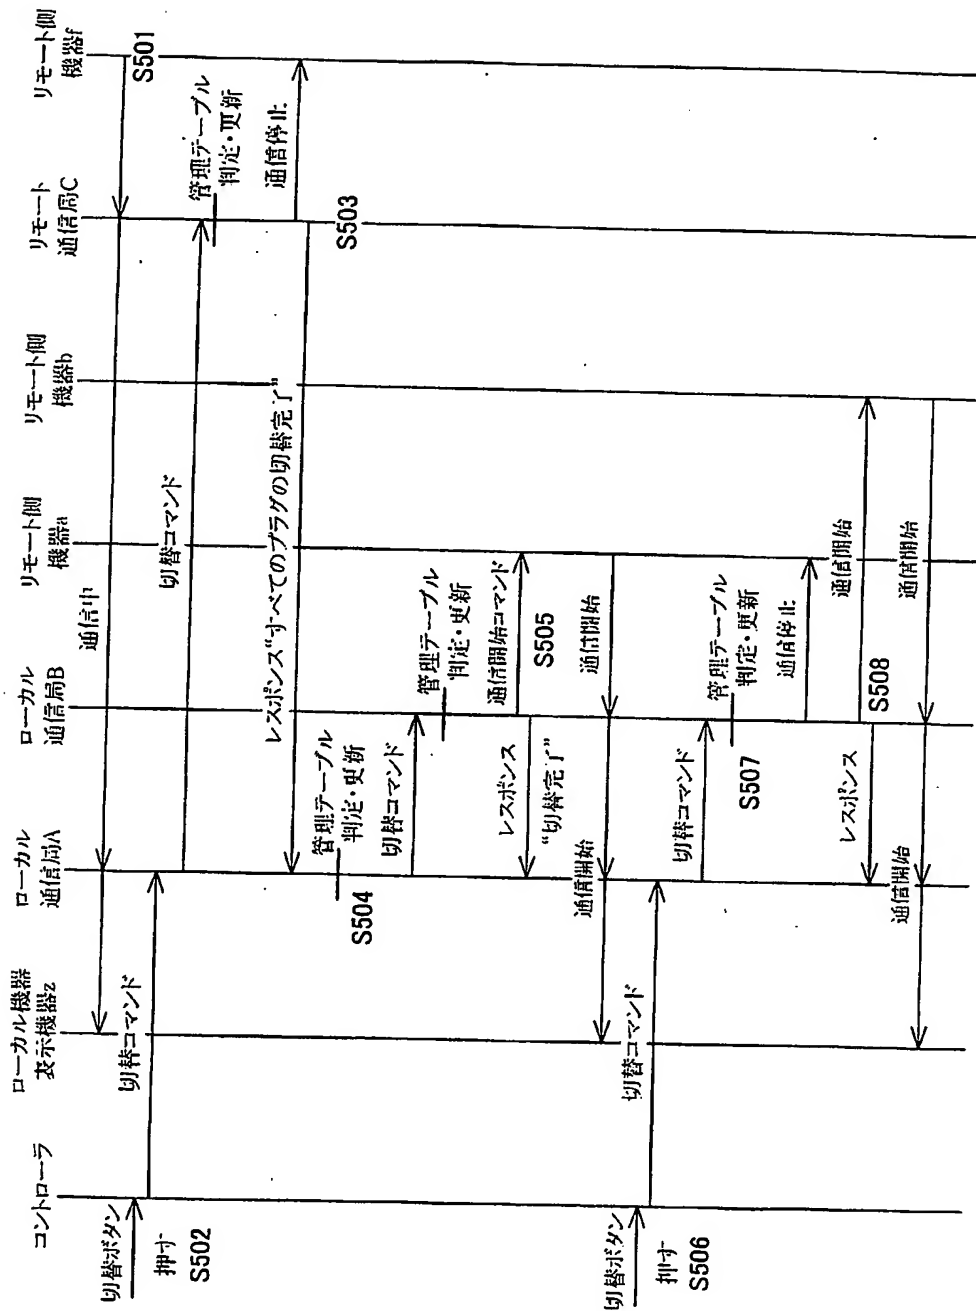 コントローラ
ローカル機器
表示機器z
ローカル
通信局A
ローカル
通信局B
リモート側
機器a
リモート側
機器b
リモート
通信局C
リモート側
機器f
通信中
S501
切替ボタン
押す
S502
切替コマンド
切替コマンド
管理テーブル
判定・更新
通信停止
S503
レスポンス“すべてのプラグの切替完了”
管理テーブル
判定・更新
S504
切替コマンド
管理テーブル
判定・更新
通信開始コマンド
S505
レスポンス
“切替完了”
通信開始
通信開始
切替ボタン
押す
S506
切替コマンド
切替コマンド
S507
管理テーブル
判定・更新
通信停止
通信開始
S508
レスポンス
通信開始
通信開始